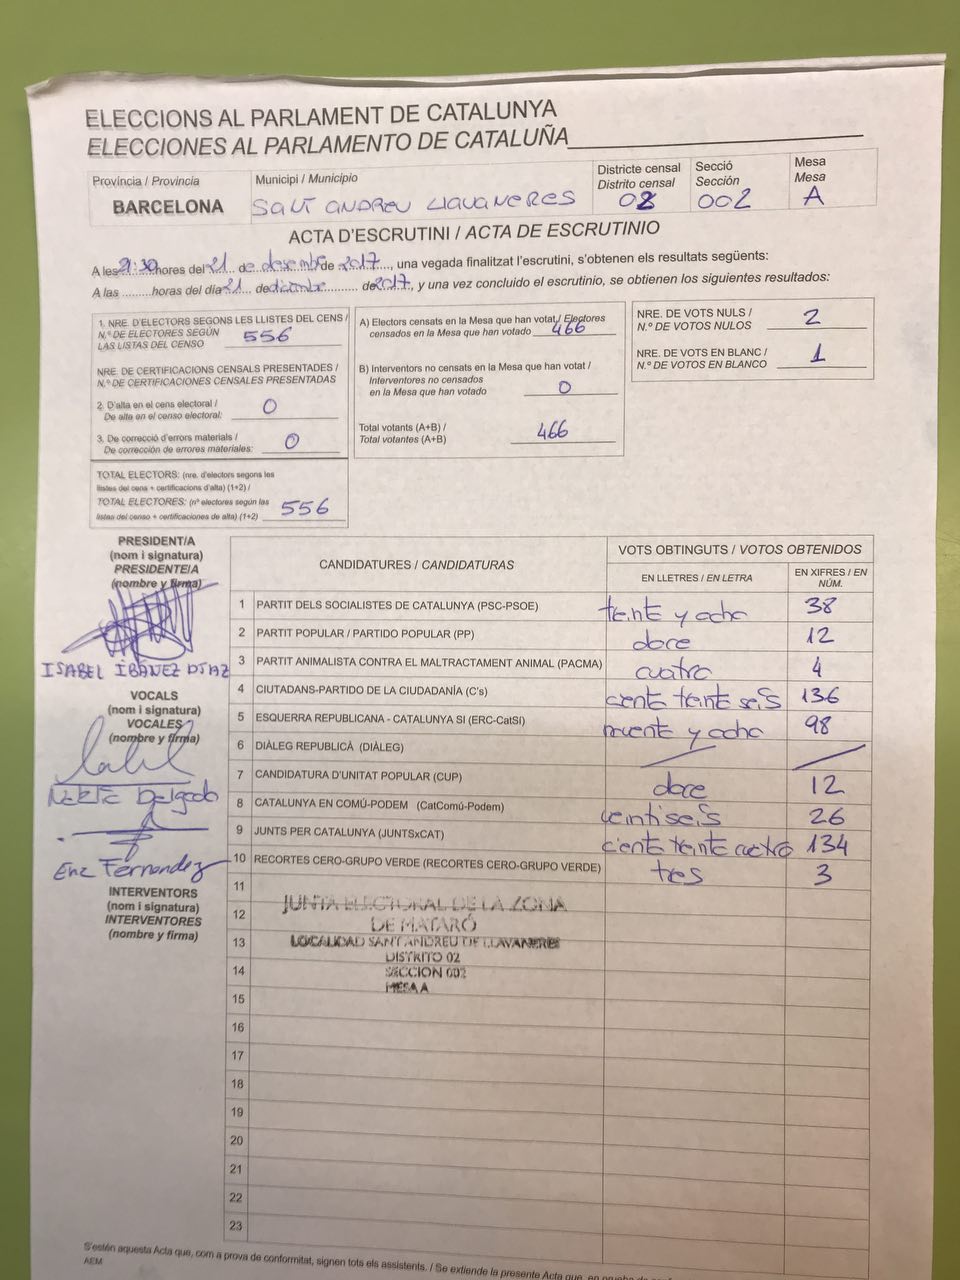 ELECCIONS AL PARLAMENT DE CATALUNYA
ELECCIONES AL PARLAMENTO DE CATALUÑA
Província / Provincia
BARCELONA
Municipi / Municipio
SANT ANDREU LLAVANERES
Districte censal
Distrito censal
02
Secció
Sección
002
Mesa
Mesa
A
ACTA D'ESCRUTINI / ACTA DE ESCRUTINIO
A les 21:30 hores del 21 de desembre de 2017, una vegada finalitzat l'escrutini, s'obtenen els resultats següents:
A las .........horas del día 21 de diciembre de 2017, y una vez concluido el escrutinio, se obtienen los siguientes resultados:
1. NRE. D'ELECTORS SEGONS LES LLISTES DEL CENS /
N.º DE ELECTORES SEGÚN
LAS LISTAS DEL CENSO 556
NRE. DE CERTIFICACIONS CENSALS PRESENTADES /
N.º DE CERTIFICACIONES CENSALES PRESENTADAS
2. D'alta en el cens electoral /
De alta en el censo electoral: 0
3. De correcció d'errors materials /
De corrección de errores materiales: 0
TOTAL ELECTORS: (nre. d'electors segons les
llistes del cens + certificacions d'alta) (1+2) /
TOTAL ELECTORES: (nº electores según las
listas del censo + certificaciones de alta) (1+2) 556
A) Electors censats en la Mesa que han votat / Electores
censados en la Mesa que han votado 466
B) Interventors no censats en la Mesa que han votat /
Interventores no censados
en la Mesa que han votado 0
Total votants (A+B) /
Total votantes (A+B) 466
NRE. DE VOTS NULS /
N.º DE VOTOS NULOS 2
NRE. DE VOTS EN BLANC /
N.º DE VOTOS EN BLANCO 1
PRESIDENT/A
(nom i signatura)
PRESIDENTE/A
(nombre y firma)
ISABEL IBÁÑEZ DÍAZ
VOCALS
(nom i signatura)
VOCALES
(nombre y firma)
Delgado
Fernandez
INTERVENTORS
(nom i signatura)
INTERVENTORES
(nombre y firma)
CANDIDATURES / CANDIDATURAS
VOTS OBTINGUTS / VOTOS OBTENIDOS
EN LLETRES / EN LETRA
EN XIFRES / EN NÚM.
1 PARTIT DELS SOCIALISTES DE CATALUNYA (PSC-PSOE) treinta y ocho 38
2 PARTIT POPULAR / PARTIDO POPULAR (PP) doce 12
3 PARTIT ANIMALISTA CONTRA EL MALTRACTAMENT ANIMAL (PACMA) cuatro 4
4 CIUTADANS-PARTIDO DE LA CIUDADANÍA (C's) ciento treinta seis 136
5 ESQUERRA REPUBLICANA - CATALUNYA SI (ERC-CatSI) noventa y ocho 98
6 DIÀLEG REPUBLICÀ (DIÀLEG)
7 CANDIDATURA D'UNITAT POPULAR (CUP) doce 12
8 CATALUNYA EN COMÚ-PODEM (CatComú-Podem) veintiseis 26
9 JUNTS PER CATALUNYA (JUNTSxCAT) ciento treinta cuatro 134
10 RECORTES CERO-GRUPO VERDE (RECORTES CERO-GRUPO VERDE) tres 3
11
JUNTA ELECTORAL DE LA ZONA
12
DE MATARÓ
13
LOCALIDAD SANT ANDREU DE LLAVANERES
DISTRITO 02
14
SECCION 002
MESA A
15
16
17
18
19
20
21
22
23
S'estén aquesta Acta que, com a prova de conformitat, signen tots els assistents. / Se extiende la presente Acta que, en prueba de
AEM